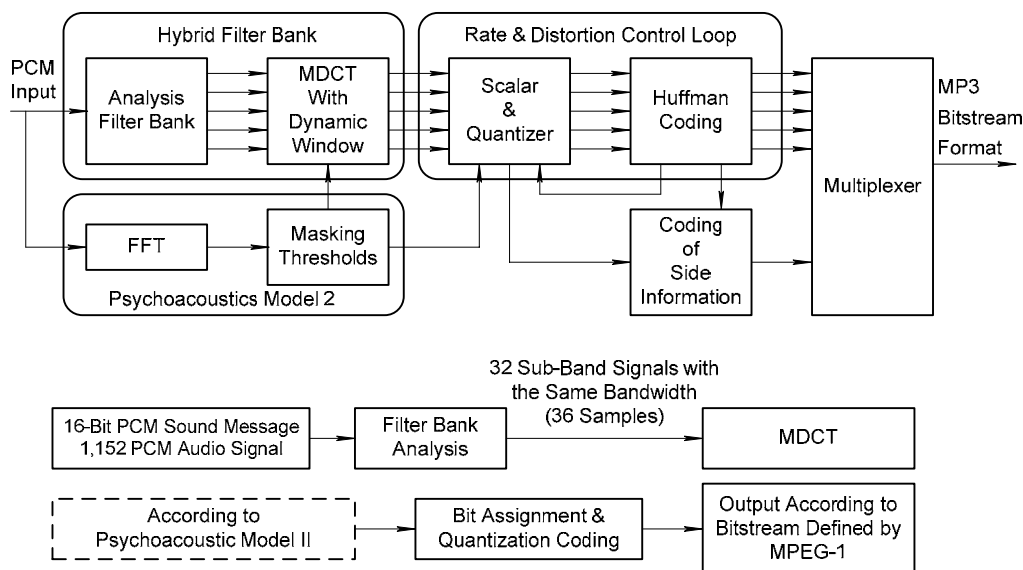 Hybrid Filter Bank
Rate & Distortion Control Loop
PCM
Input
Analysis
Filter Bank
MDCT
With
Dynamic
Window
Scalar
&
Quantizer
Huffman
Coding
Multiplexer
MP3
Bitstream
Format
FFT
Masking
Thresholds
Psychoacoustics Model 2
Coding
of
Side
Information
32 Sub-Band Signals with
the Same Bandwidth
(36 Samples)
16-Bit PCM Sound Message
1,152 PCM Audio Signal
Filter Bank
Analysis
MDCT
According to
Psychoacoustic Model II
Bit Assignment &
Quantization Coding
Output According to
Bitstream Defined by
MPEG-1